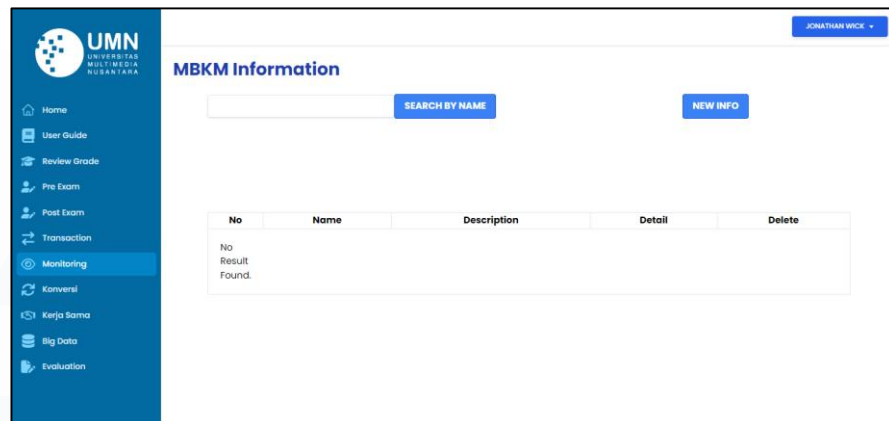 UMN
UNIVERSITAS
MULTIMEDIA
NUSANTARA
JONATHAN WICK
MBKM Information
SEARCH BY NAME
NEW INFO
Home
User Guide
Review Grade
Pre Exam
Post Exam
Transaction
Monitoring
Konversi
Kerja Sama
Big Data
Evaluation
No Name Description Detail Delete
No
Result
Found.